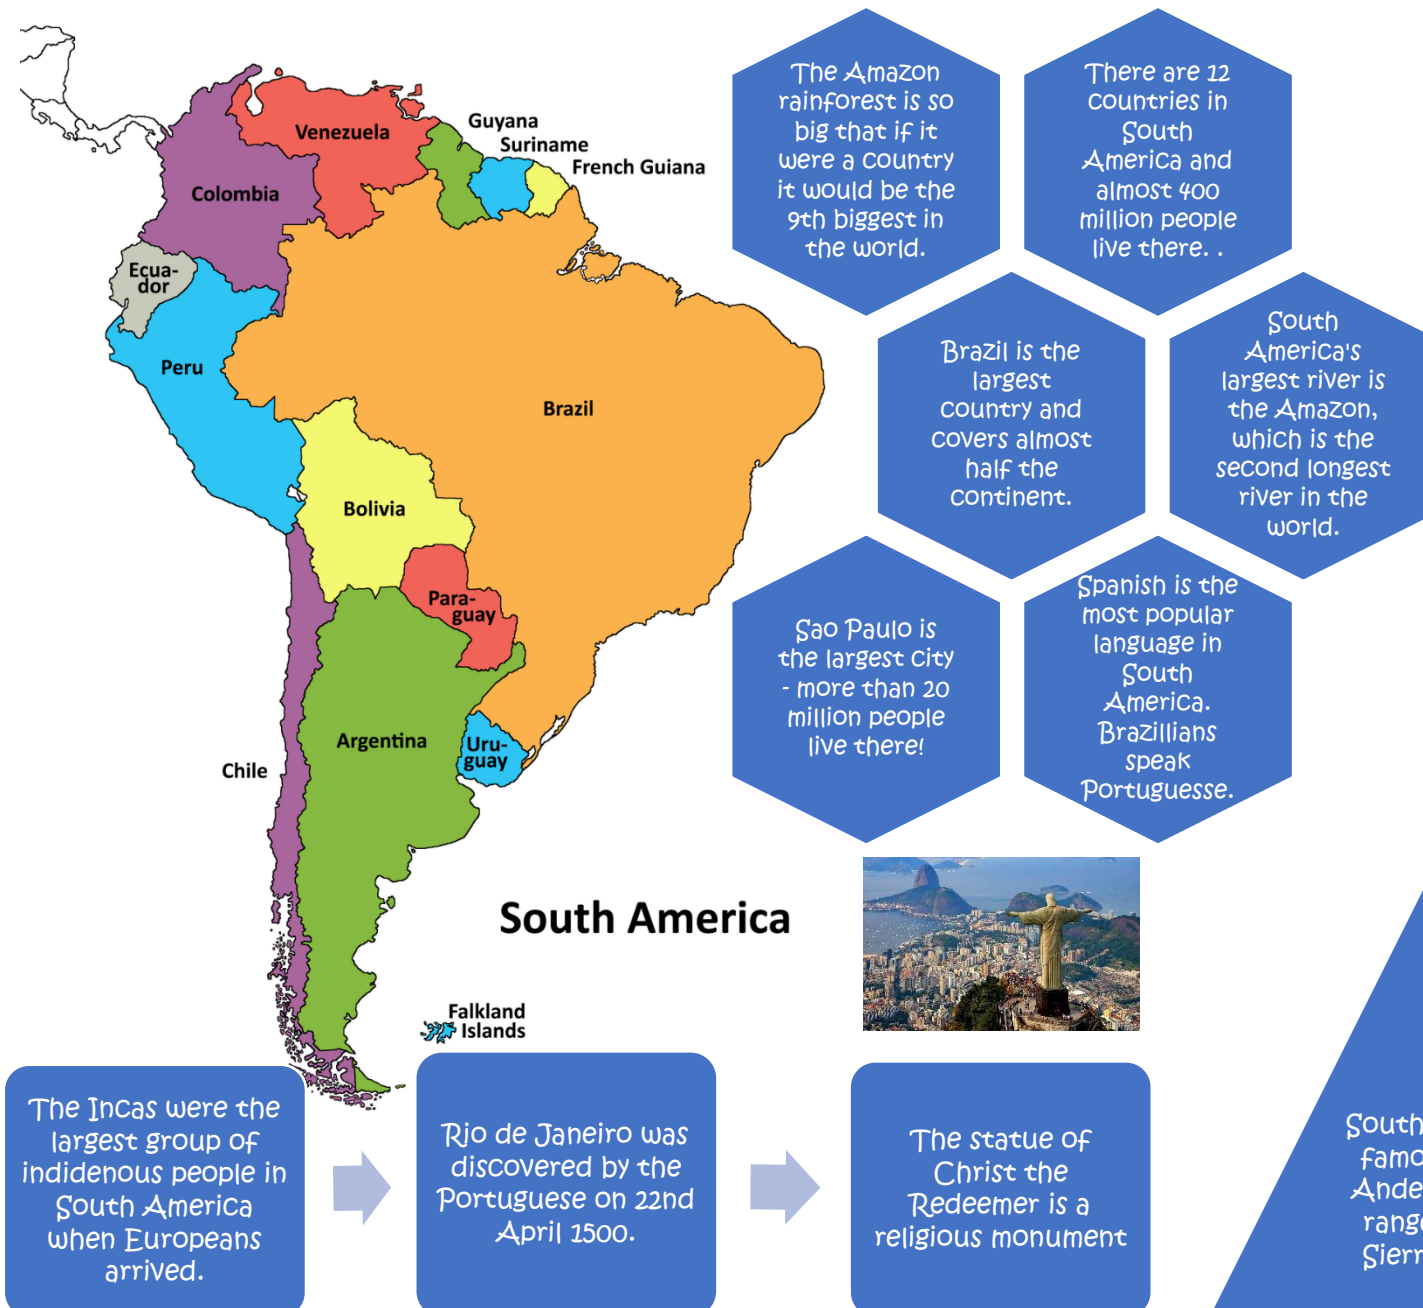 Venezuela
Guyana
Suriname
French Guiana
Colombia
Ecua-
dor
Peru
Brazil
Bolivia
Para-
guay
Chile
Argentina
Uru-
guay
South America
Falkland
Islands
The Amazon
rainforest is so
big that if it
were a country
it would be the
9th biggest in
the world.
There are 12
countries in
South
America and
almost 400
million people
live there. .
Brazil is the
largest
country and
covers almost
half the
continent.
South
America's
largest river is
the Amazon,
which is the
second longest
river in the
world.
Sao Paulo is
the largest city
- more than 20
million people
live there!
Spanish is the
most popular
language in
South
America.
Brazillians
speak
Portuguesse.
The Incas were the
largest group of
indidenous people in
South America
when Europeans
arrived.
Rio de Janeiro was
discovered by the
Portuguese on 22nd
April 1500.
The statue of
Christ the
Redeemer is a
religious monument
South
famo
Ande
range
Sierr